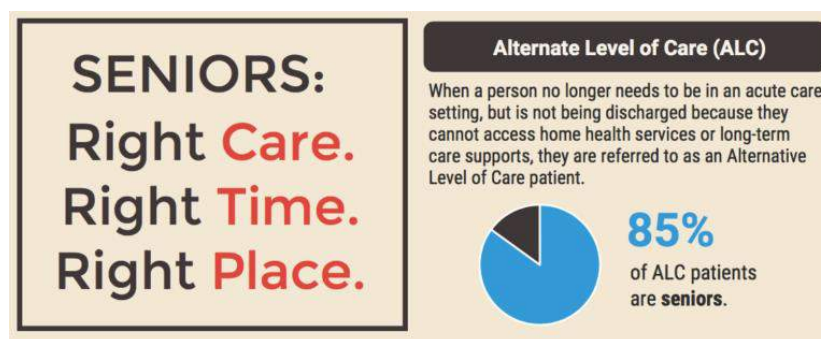 SENIORS:
Right Care.
Right Time.
Right Place.
Alternate Level of Care (ALC)
When a person no longer needs to be in an acute care
setting, but is not being discharged because they
cannot access home health services or long-term
care supports, they are referred to as an Alternative
Level of Care patient.
85%
of ALC patients
are seniors.